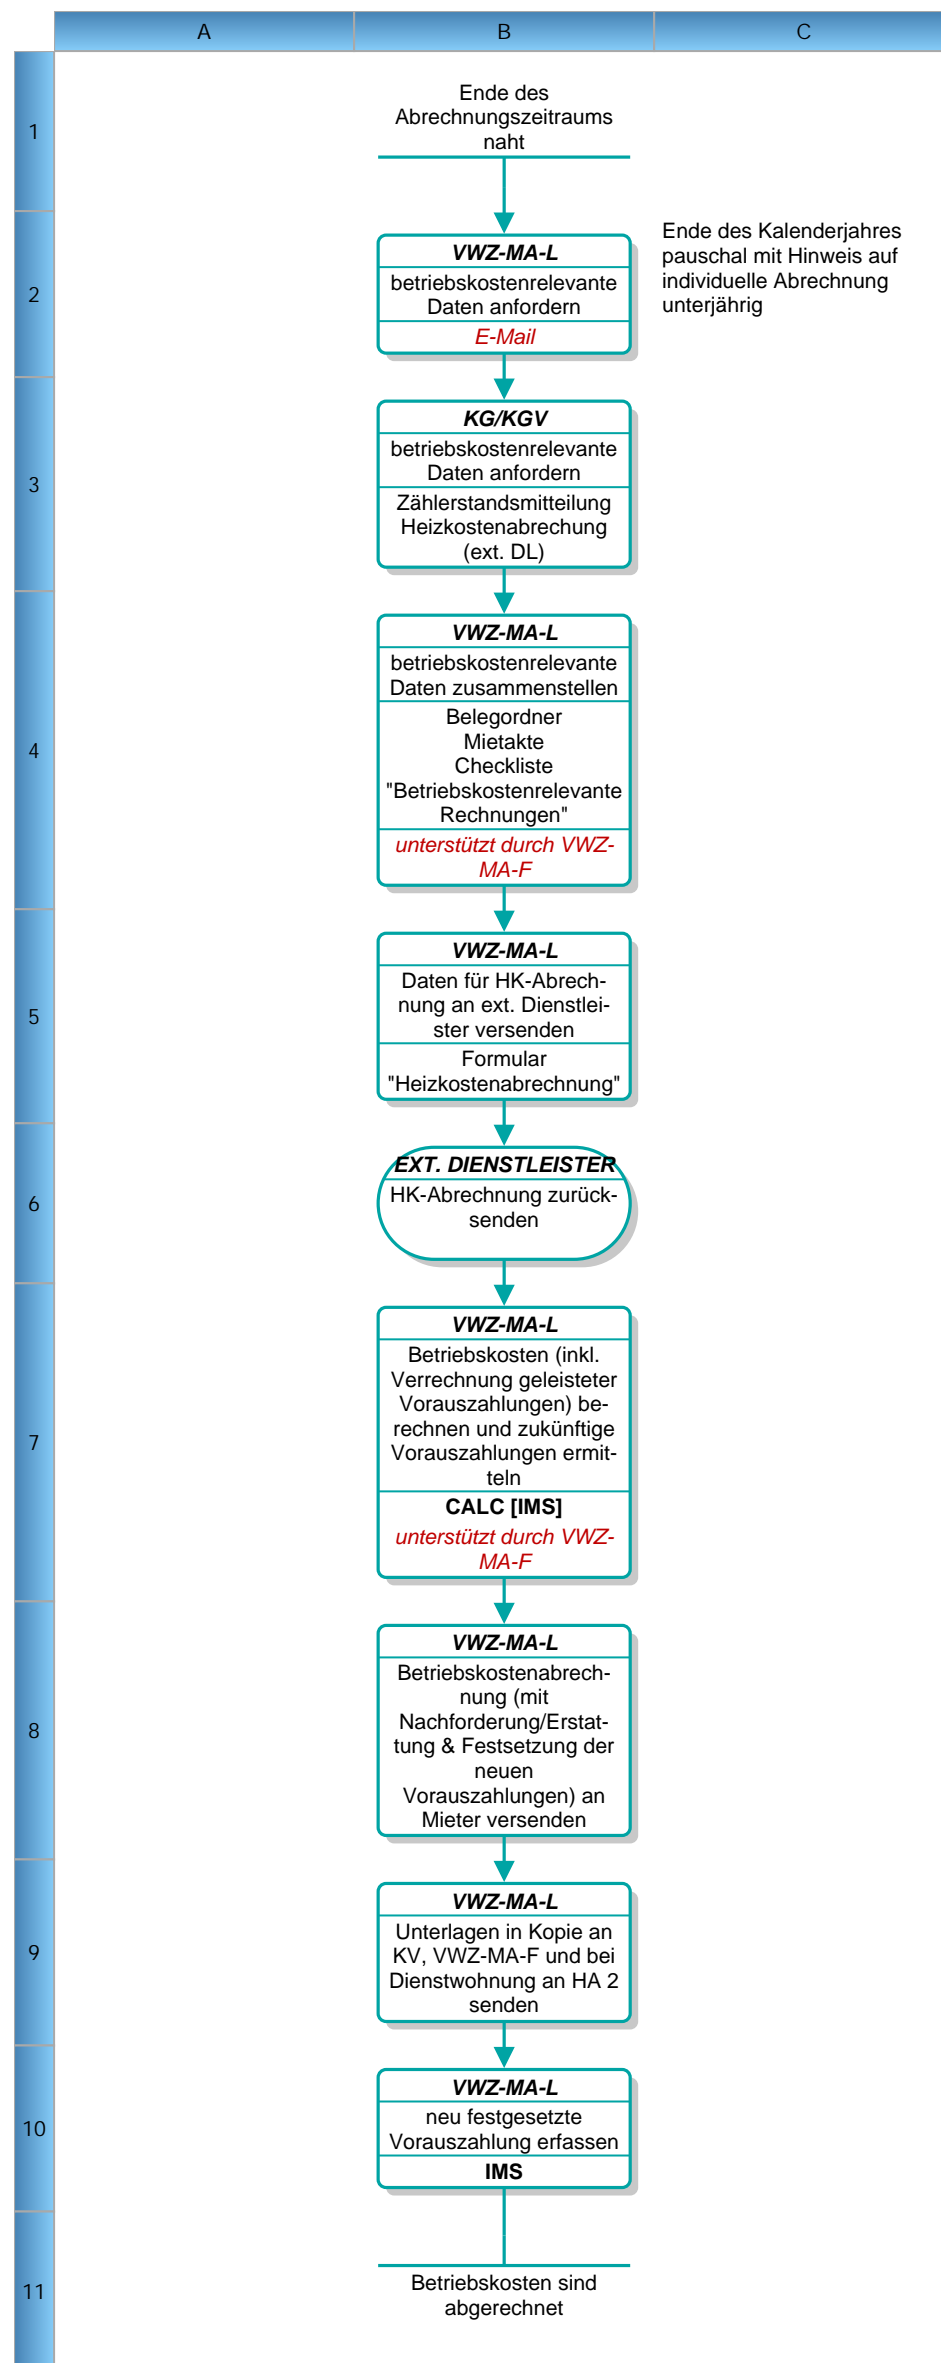 A
B
C
1
Ende des
Abrechnungszeitraums
naht
2
VWZ-MA-L
betriebskostenrelevante
Daten anfordern
E-Mail
Ende des Kalenderjahres
pauschal mit Hinweis auf
individuelle Abrechnung
unterjährig
3
KG/KGV
betriebskostenrelevante
Daten anfordern
Zählerstandsmitteilung
Heizkostenabrechung
(ext. DL)
4
VWZ-MA-L
betriebskostenrelevante
Daten zusammenstellen
Belegordner
Mietakte
Checkliste
"Betriebskostenrelevante
Rechnungen"
unterstützt durch VWZ-
MA-F
5
VWZ-MA-L
Daten für HK-Abrech-
nung an ext. Dienstlei-
ster versenden
Formular
"Heizkostenabrechnung"
6
EXT. DIENSTLEISTER
HK-Abrechnung zurück-
senden
7
VWZ-MA-L
Betriebskosten (inkl.
Verrechnung geleisteter
Vorauszahlungen) be-
rechnen und zukünftige
Vorauszahlungen ermit-
teln
CALC [IMS]
unterstützt durch VWZ-
MA-F
8
VWZ-MA-L
Betriebskostenabrech-
nung (mit
Nachforderung/Erstat-
tung & Festsetzung der
neuen
Vorauszahlungen) an
Mieter versenden
9
VWZ-MA-L
Unterlagen in Kopie an
KV, VWZ-MA-F und bei
Dienstwohnung an HA 2
senden
10
VWZ-MA-L
neu festgesetzte
Vorauszahlung erfassen
IMS
11
Betriebskosten sind
abgerechnet